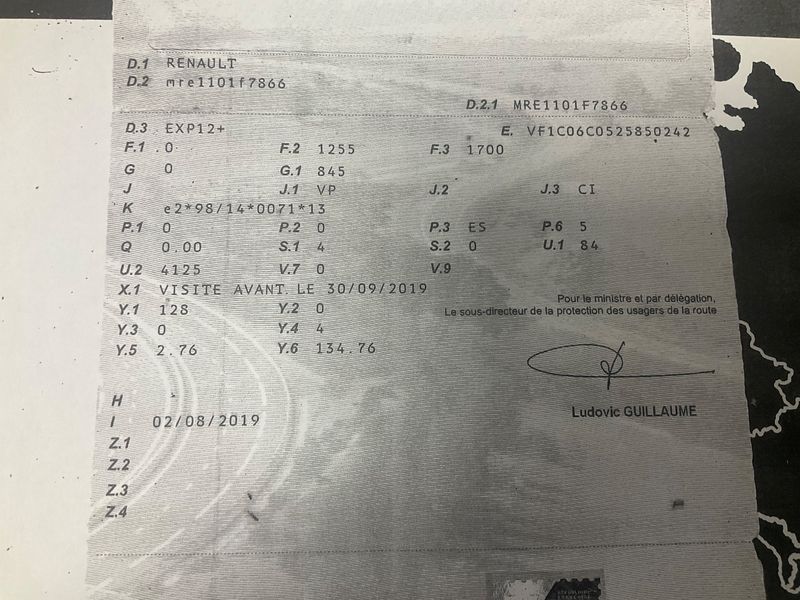 D.1 RENAULT
D.2 mre1101f7866
D.2.1 MRE1101F7866
D.3 EXP12+
E. VF1C06C0525850242
F.1 0 F.2 1255 F.3 1700
G 0 G.1 845
J J.1 VP J.2 J.3 CI
K e2*98/14*0071*13
P.1 0 P.2 0 P.3 ES P.6 5
Q 0.00 S.1 4 S.2 0 U.1 84
U.2 4125 V.7 0 V.9
X.1 VISITE AVANT LE 30/09/2019
Y.1 128 Y.2 0
Y.3 0 Y.4 4
Y.5 2.76 Y.6 134.76
Pour le ministre et par délégation,
Le sous-directeur de la protection des usagers de la route
Ludovic GUILLAUME
H
I 02/08/2019
Z.1
Z.2
Z.3
Z.4